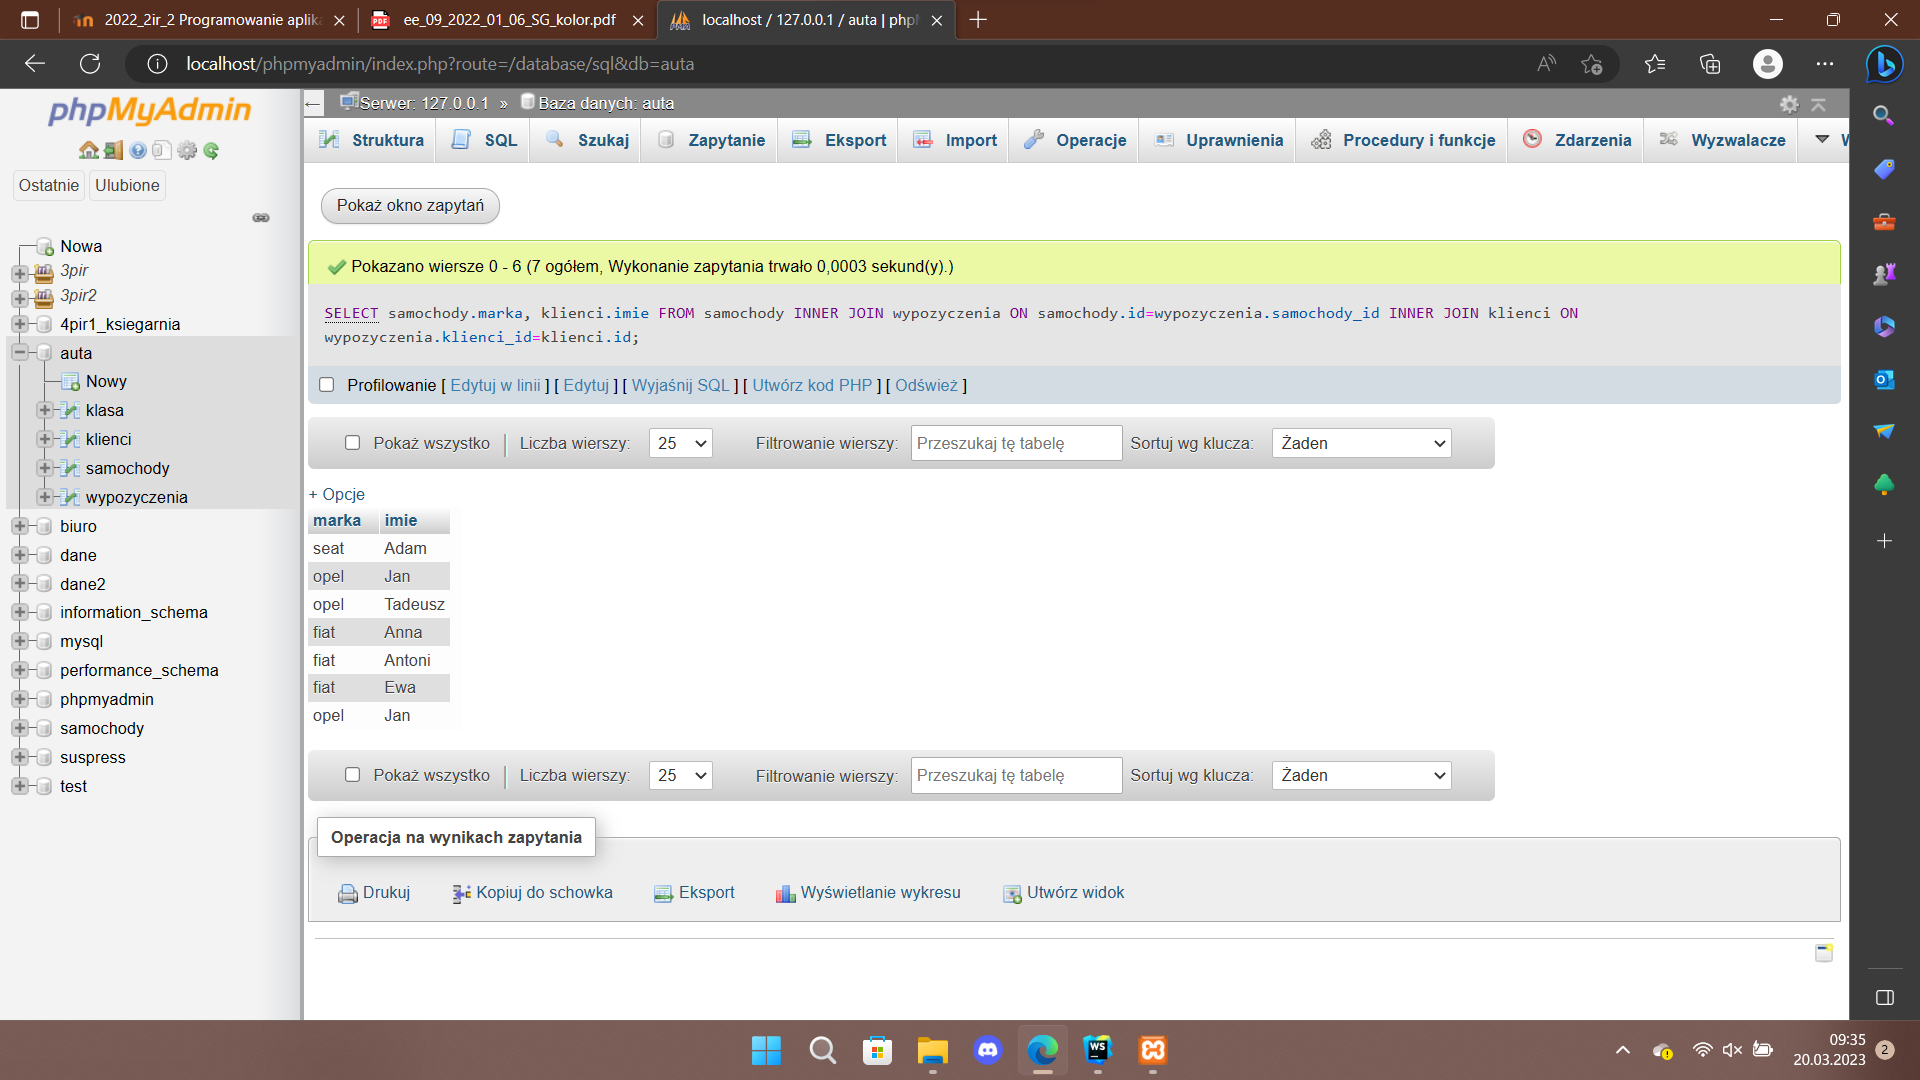 2022_2ir_2 Programowanie aplika
ee_09_2022_01_06_SG_kolor.pdf
localhost / 127.0.0.1 / auta | php
localhost/phpmyadmin/index.php?route=/database/sql&db=auta
phpMyAdmin
Ostatnie
Ulubione
Nowa
3pir
3pir2
4pir1_ksiegarnia
auta
Nowy
klasa
klienci
samochody
wypozyczenia
biuro
dane
dane2
information_schema
mysql
performance_schema
phpmyadmin
samochody
suspress
test
Serwer: 127.0.0.1 » Baza danych: auta
Struktura
SQL
Szukaj
Zapytanie
Eksport
Import
Operacje
Uprawnienia
Procedury i funkcje
Zdarzenia
Wyzwalacze
Pokaż okno zapytań
Pokazano wiersze 0 - 6 (7 ogółem, Wykonanie zapytania trwało 0,0003 sekund(y).)
SELECT samochody.marka, klienci.imie FROM samochody INNER JOIN wypozyczenia ON samochody.id=wypozyczenia.samochody_id INNER JOIN klienci ON
wypozyczenia.klienci_id=klienci.id;
Profilowanie [ Edytuj w linii ] [ Edytuj ] [ Wyjaśnij SQL ] [ Utwórz kod PHP ] [ Odśwież ]
Pokaż wszystko | Liczba wierszy: 25 Filtrowanie wierszy: Przeszukaj tę tabelę Sortuj wg klucza: Żaden
+ Opcje
marka imie
seat Adam
opel Jan
opel Tadeusz
fiat Anna
fiat Antoni
fiat Ewa
opel Jan
Pokaż wszystko | Liczba wierszy: 25 Filtrowanie wierszy: Przeszukaj tę tabelę Sortuj wg klucza: Żaden
Operacja na wynikach zapytania
Drukuj
Kopiuj do schowka
Eksport
Wyświetlanie wykresu
Utwórz widok
WS
09:35
20.03.2023
2